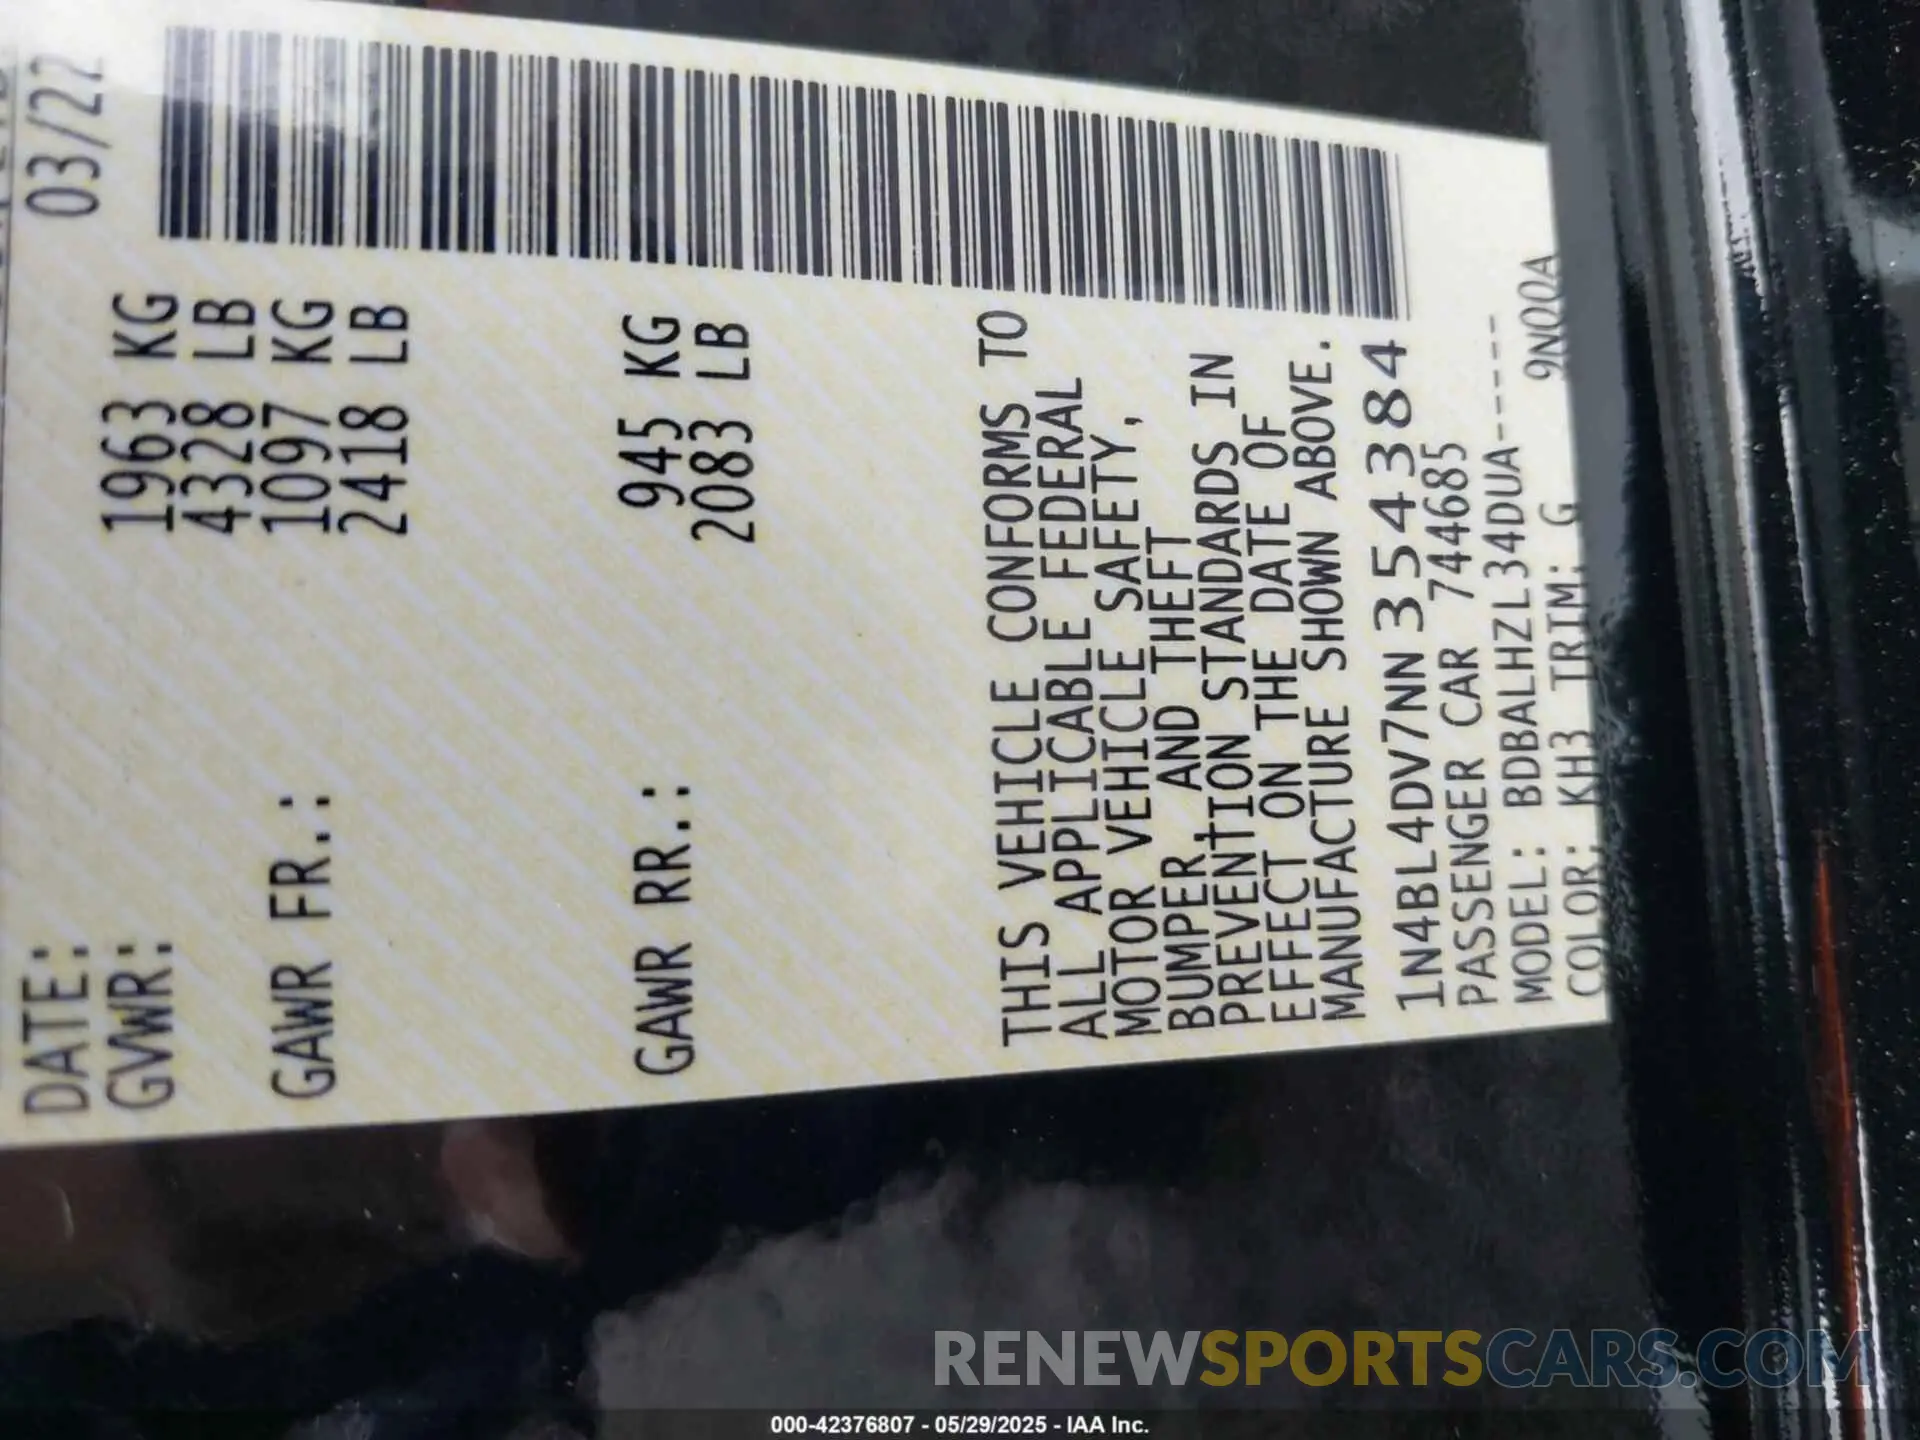 DATE: 03/22
GVWR: 1963 KG
4328 LB
GAWR FR.: 1097 KG
2418 LB
GAWR RR.: 945 KG
2083 LB
THIS VEHICLE CONFORMS TO
ALL APPLICABLE FEDERAL
MOTOR VEHICLE SAFETY,
BUMPER AND THEFT
PREVENTION STANDARDS IN
EFFECT ON THE DATE OF
MANUFACTURE SHOWN ABOVE.
1N4BL4DV7NN354384
PASSENGER CAR 744685
MODEL: BDBALHZL34DUA-----
COLOR: KH3 TRIM: G 9N00A
RENEWSPORTSCARS.COM
000-42376807 - 05/29/2025 - IAA Inc.